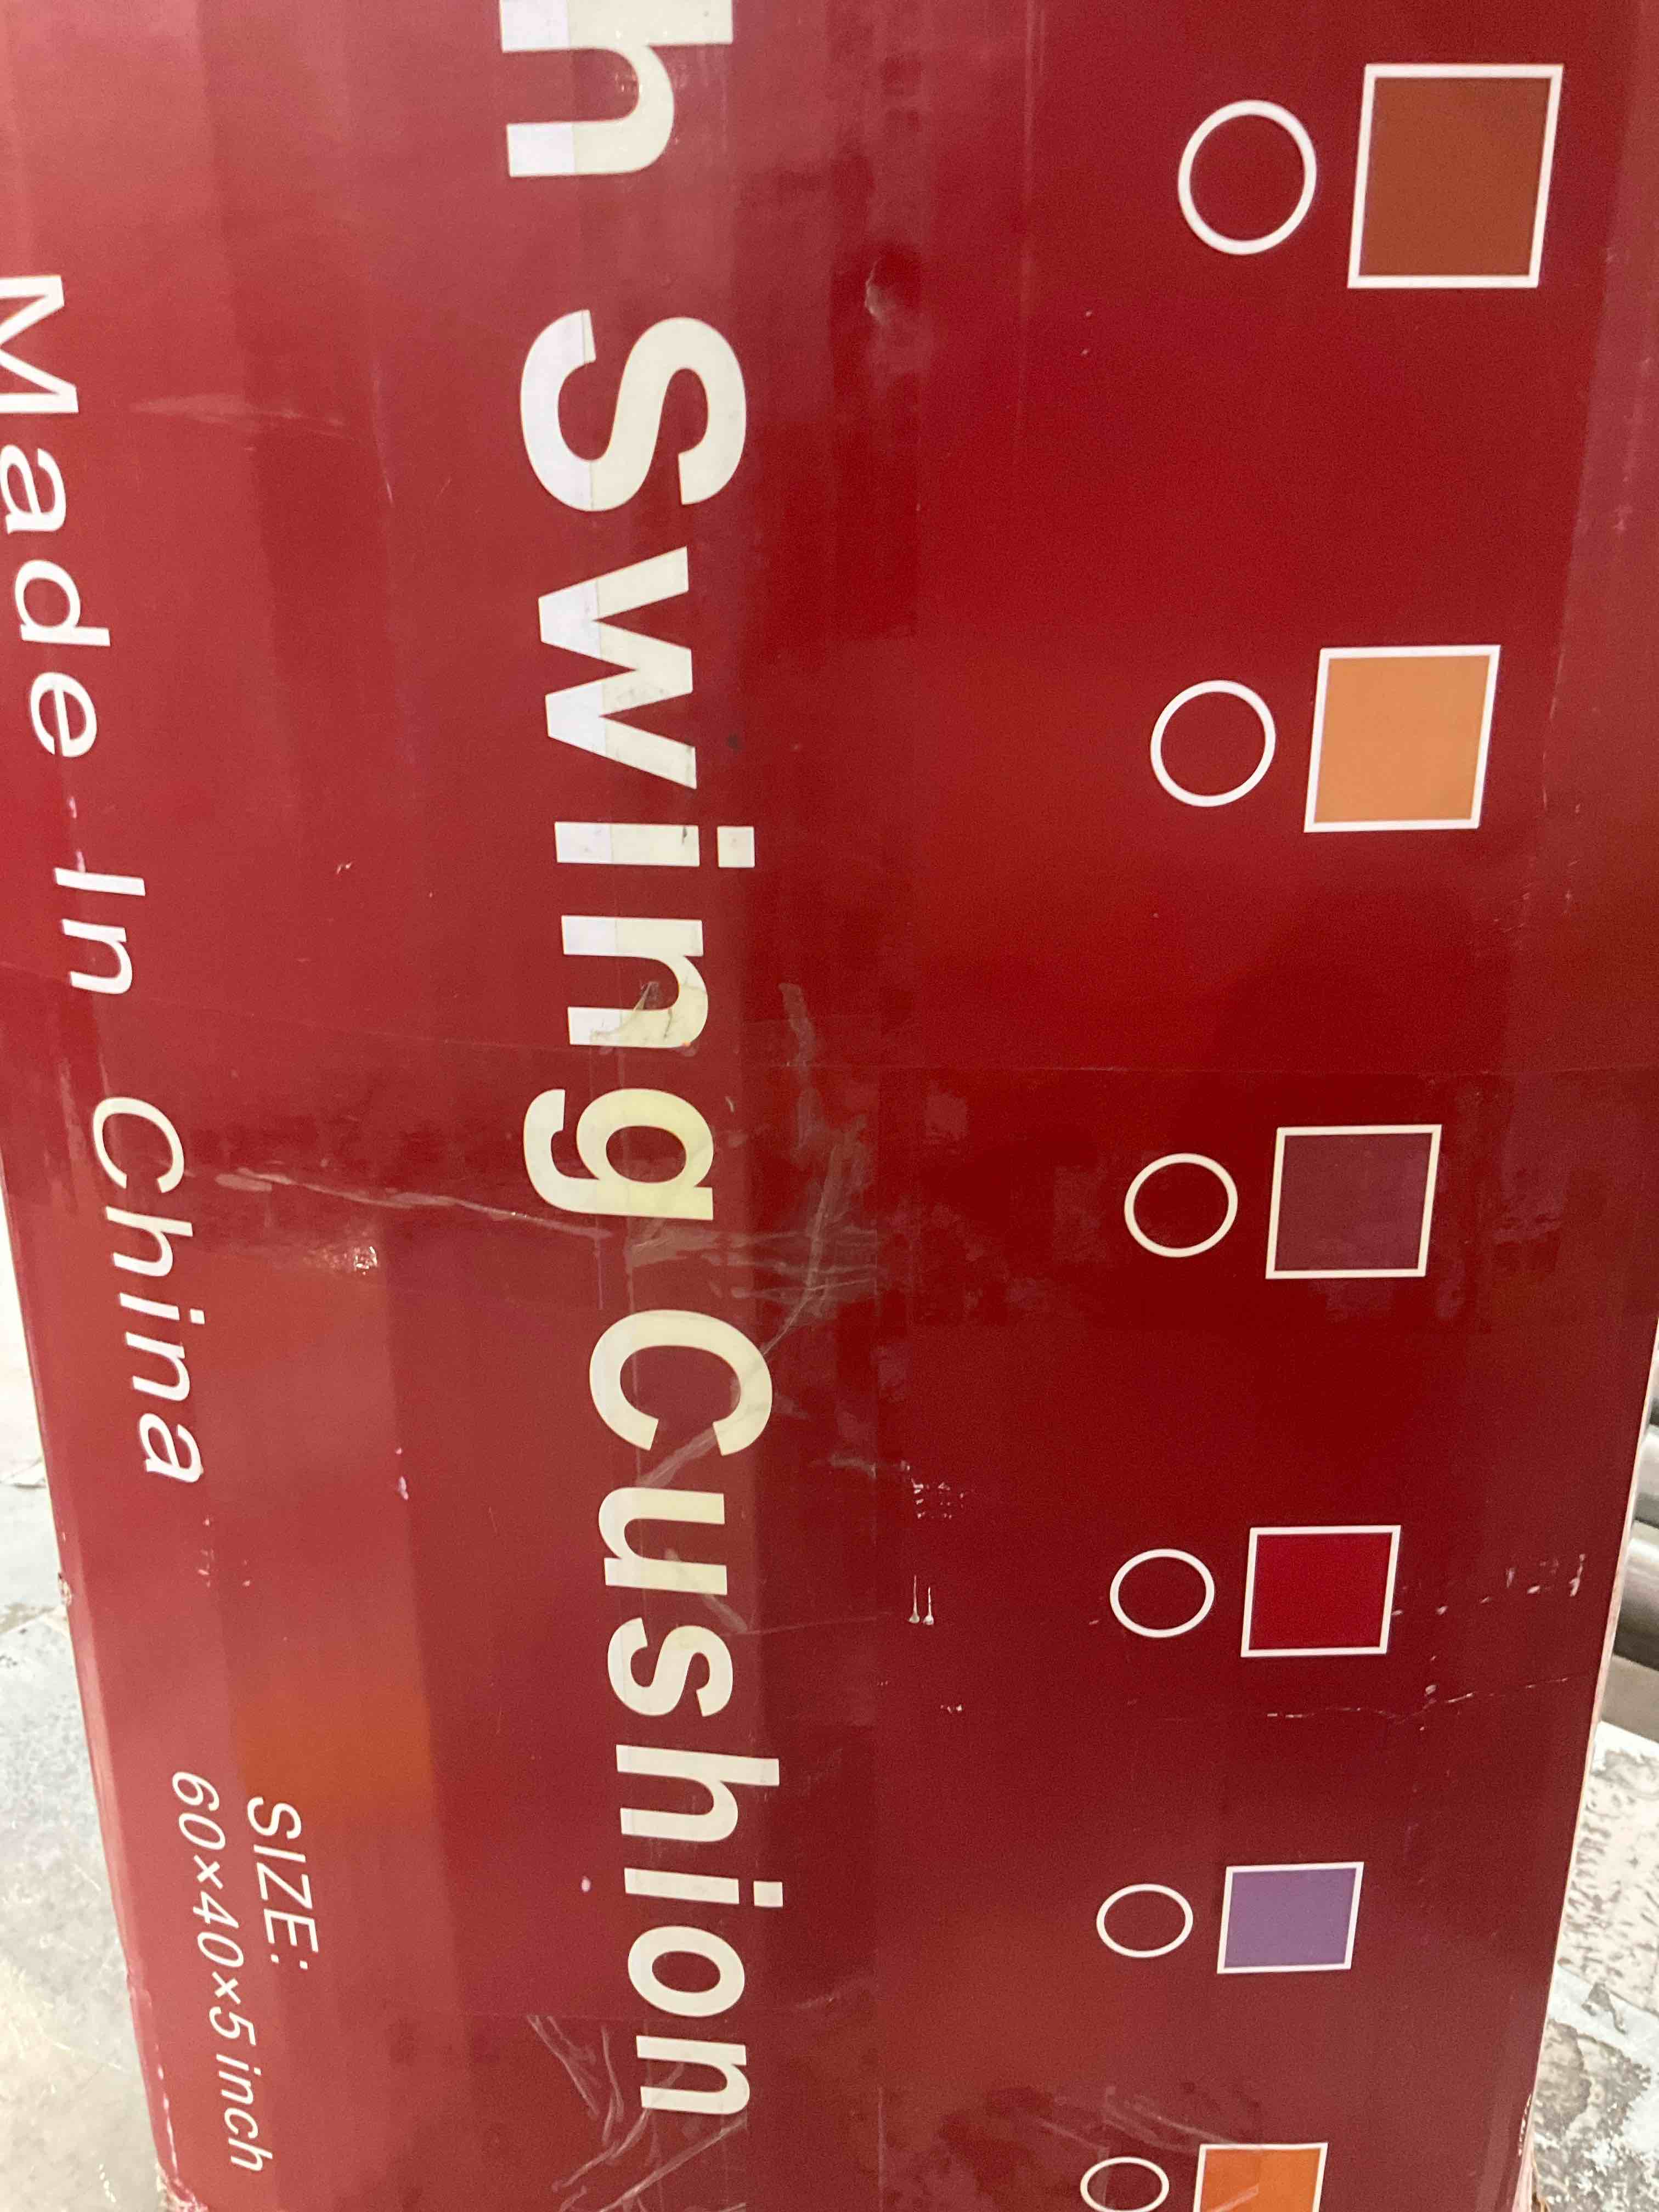 h Swing Cushion
Made In China
SIZE:
60×40×5 inch